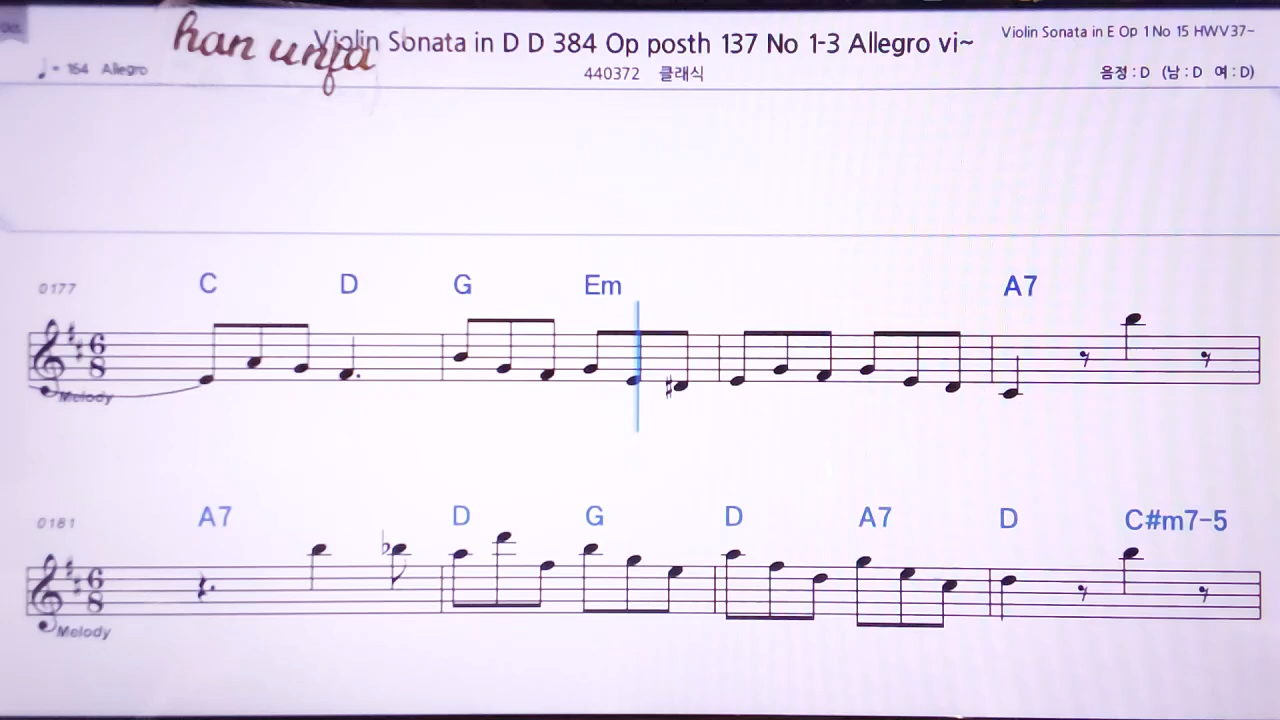 han unfa
Violin Sonata in D D 384 Op posth 137 No 1-3 Allegro vi~
Violin Sonata in E Op 1 No 15 HWV37~
♩= 164 Allegro
440372 클래식
음정 : D (남 : D 여 : D)
0177
C D G Em A7
Melody
0181
A7 D G D A7 D C#m7-5
Melody